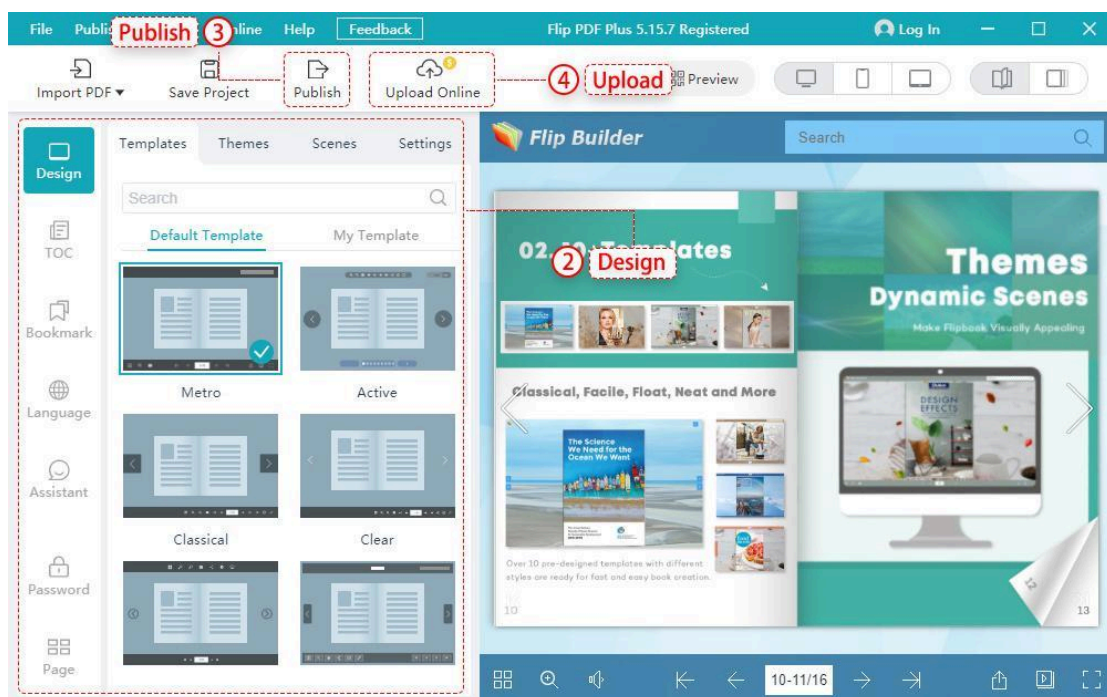 File Publi
Publish ③
nline Help Feedback Flip PDF Plus 5.15.7 Registered Log In
Import PDF Save Project Publish Upload Online ④ Upload Preview
Templates Themes Scenes Settings
Design
Search
Default Template My Template
TOC
Bookmark
Language
Assistant
Password
Page
Metro Active
Classical Clear
② Design
Flip Builder Search
02.
lates
Classical, Facile, Float, Neat and More
The Science
We Need for the
Ocean We Want
Over 10 pre-designed templates with different
styles are ready for fast and easy book creation.
10
Themes
Dynamic Scenes
Make Flipbook Visually Appealing
DESIGN
EFFECTS
12
13
10-11/16